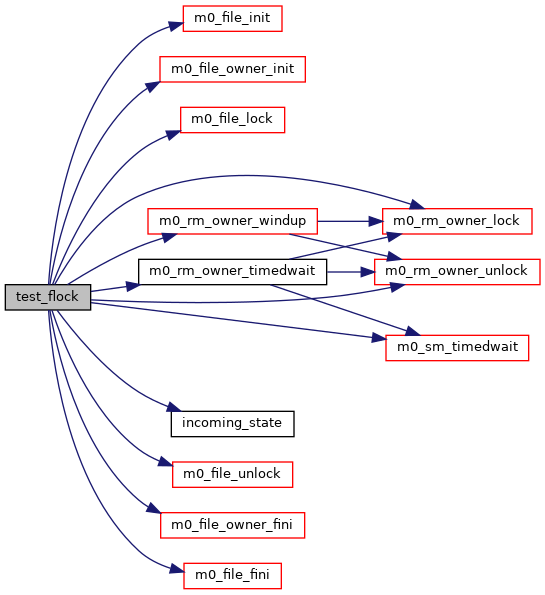 m0_file_init
m0_file_owner_init
m0_file_lock
m0_rm_owner_windup
m0_rm_owner_lock
m0_rm_owner_timedwait
m0_rm_owner_unlock
test_flock
m0_sm_timedwait
incoming_state
m0_file_unlock
m0_file_owner_fini
m0_file_fini